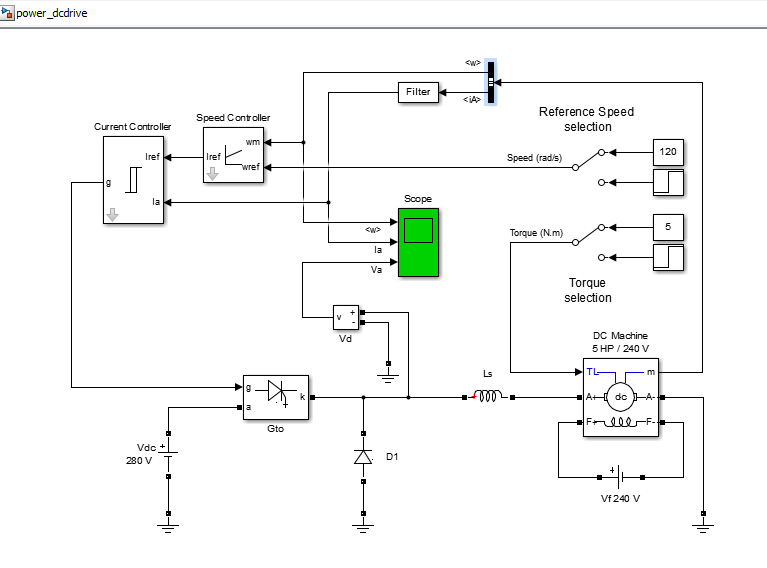 power_dcdrive
<w>
Filter
<iA>
Reference Speed
selection
Speed Controller
Current Controller
wm
Iref
Iref
wref
Speed (rad/s)
120
g
Ia
Scope
<w>
Ia
Va
Torque (N.m)
5
Torque
selection
v
+
-
Vd
DC Machine
5 HP / 240 V
Ls
TL
m
g
k
a
Gto
A+
dc
A-
F+
F-
Vdc
+
280 V
D1
+
Vf 240 V